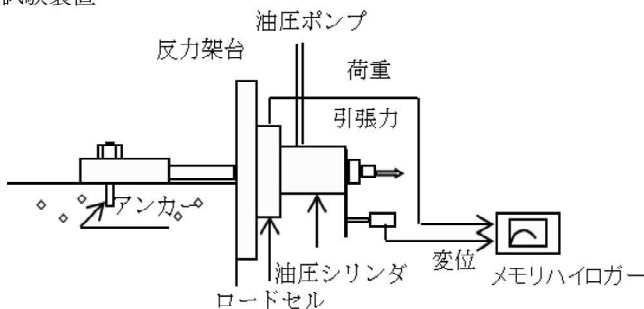 試験装置
油圧ポンプ
反力架台
荷重
引張力
アンカー
油圧シリンダ
変位
メモリハイロガー
ロードセル